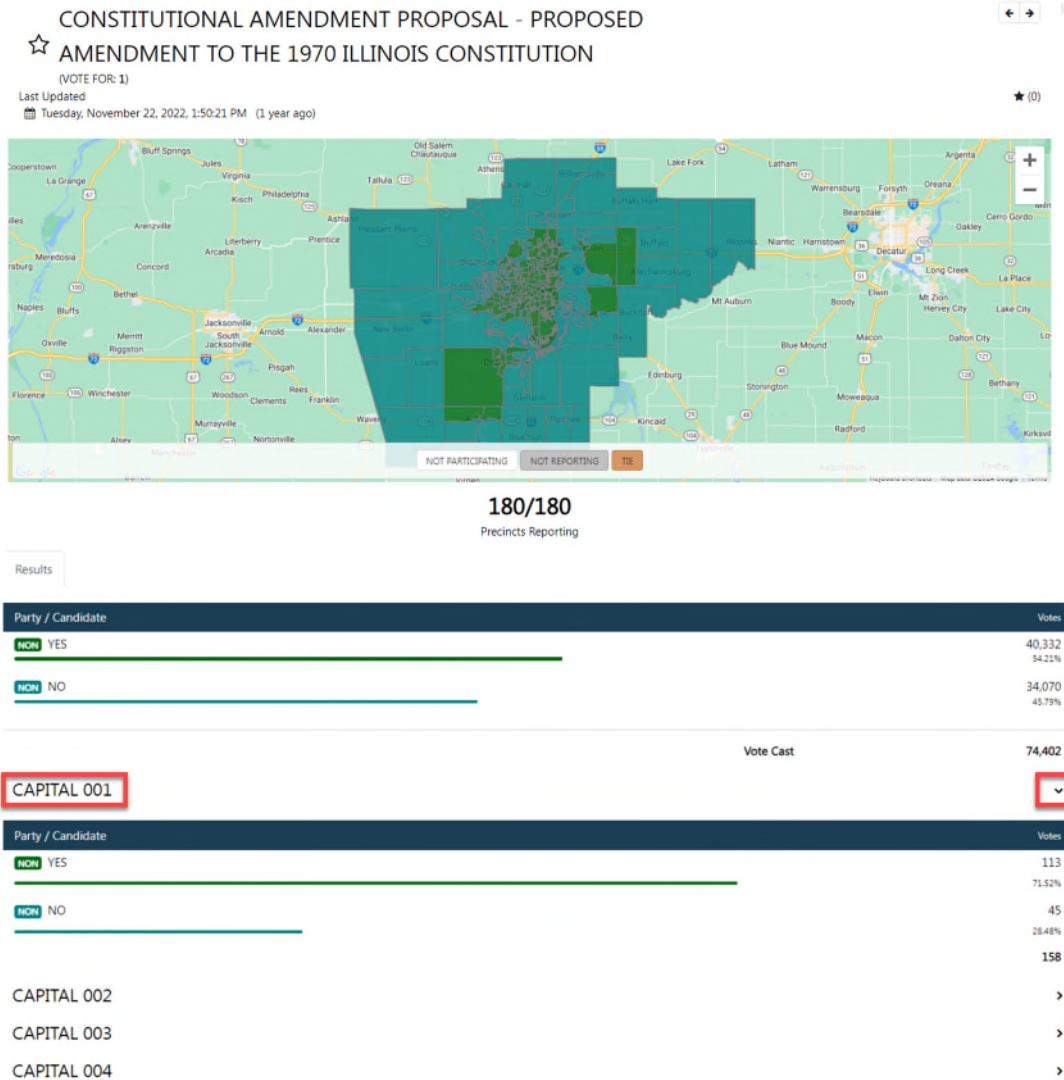 CONSTITUTIONAL AMENDMENT PROPOSAL - PROPOSED
AMENDMENT TO THE 1970 ILLINOIS CONSTITUTION
(VOTE FOR: 1)
Last Updated
Tuesday, November 22, 2022, 1:50:21 PM (1 year ago)
(0)
Cooperstown
Bluff Springs
Old Salem
Chautauqua
Athens
Lake Fork
Latham
Argenta
La Grange
Jules
Virginia
Tallula
Philadelphia
Kisch
Warrensburg
Forsyth
Oreana
Arenzville
Ashland
Bearsdale
Cerro Gordo
Oakley
Literberry
Prentice
Niantic
Harristown
Decatur
Meredosia
Arcadia
Concord
Mechanicsburg
Long Creek
La Place
Bethel
Elwin
Mt Zion
Naples
Bluffs
Mt Auburn
Boody
Hervey City
Lake City
Jacksonville
Arnold
Alexander
New Berlin
Oxville
Merritt
Riggston
South
Jacksonville
Blue Mound
Macon
Dalton City
Pisgah
Loami
Edinburg
Stonington
Bethany
Florence
Winchester
Woodson
Clements
Rees
Franklin
Moweaqua
Murrayville
Waverly
Kincaid
Radford
Alsey
Nortonville
Manchester
NOT PARTICIPATING
NOT REPORTING
TIE
180/180
Precincts Reporting
Results
Party / Candidate Votes
NON YES 40,332
54.21%
NON NO 34,070
45.79%
Vote Cast 74,402
CAPITAL 001
Party / Candidate Votes
NON YES 113
71.52%
NON NO 45
28.48%
158
CAPITAL 002
CAPITAL 003
CAPITAL 004